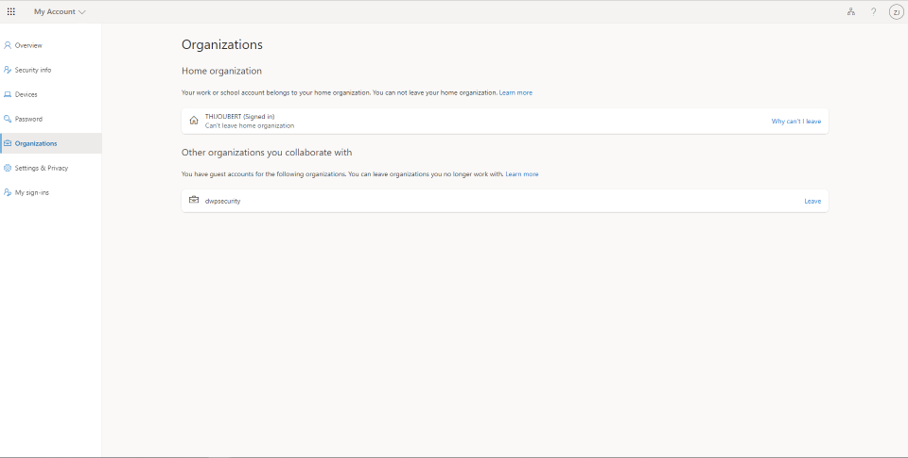 My Account
?
ZJ
Overview
Security info
Devices
Password
Organizations
Settings & Privacy
My sign-ins
Organizations
Home organization
Your work or school account belongs to your home organization. You can not leave your home organization. Learn more
THIJOUBERT (Signed in)
Can't leave home organization
Why can't I leave
Other organizations you collaborate with
You have guest accounts for the following organizations. You can leave organizations you no longer work with. Learn more
dwpsecurity
Leave